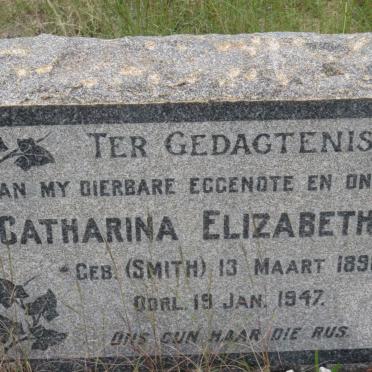 TER GEDAGTENIS
AN MY DIERBARE EGGENOTE EN ON
CATHARINA ELIZABETH
GEB. (SMITH) 13 MAART 189
OORL. 19 JAN. 1947.
ONS GUN HAAR DIE RUS.